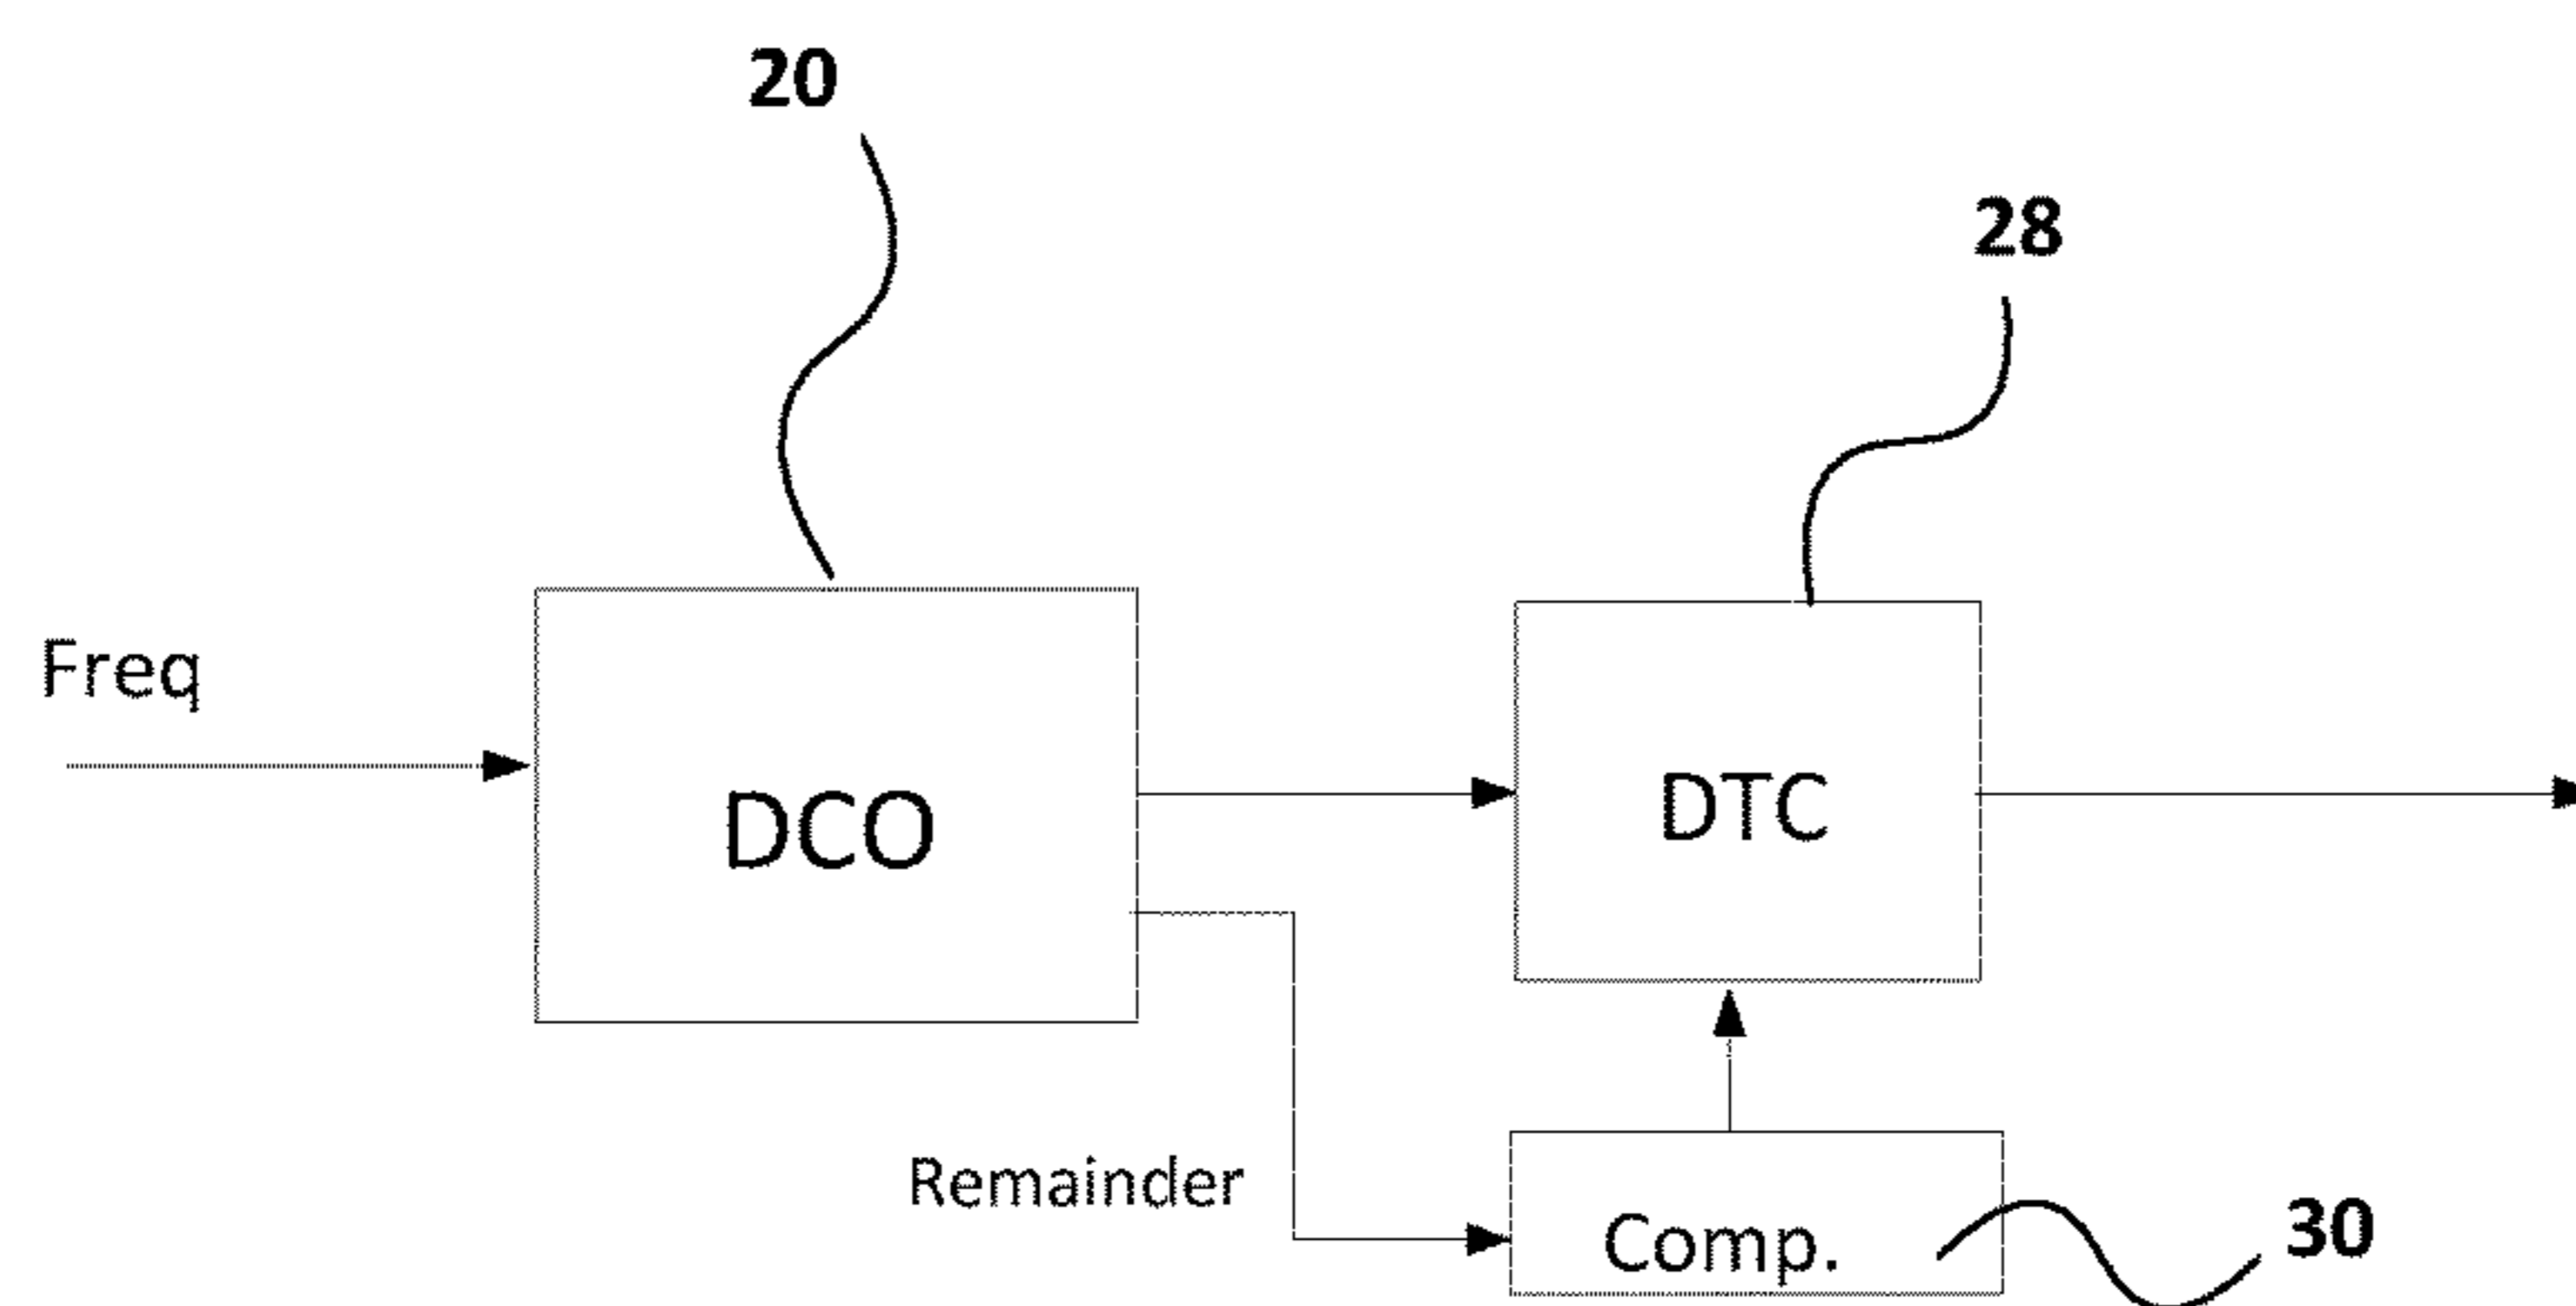 20
28
Freq
DCO
DTC
Remainder
Comp.
30